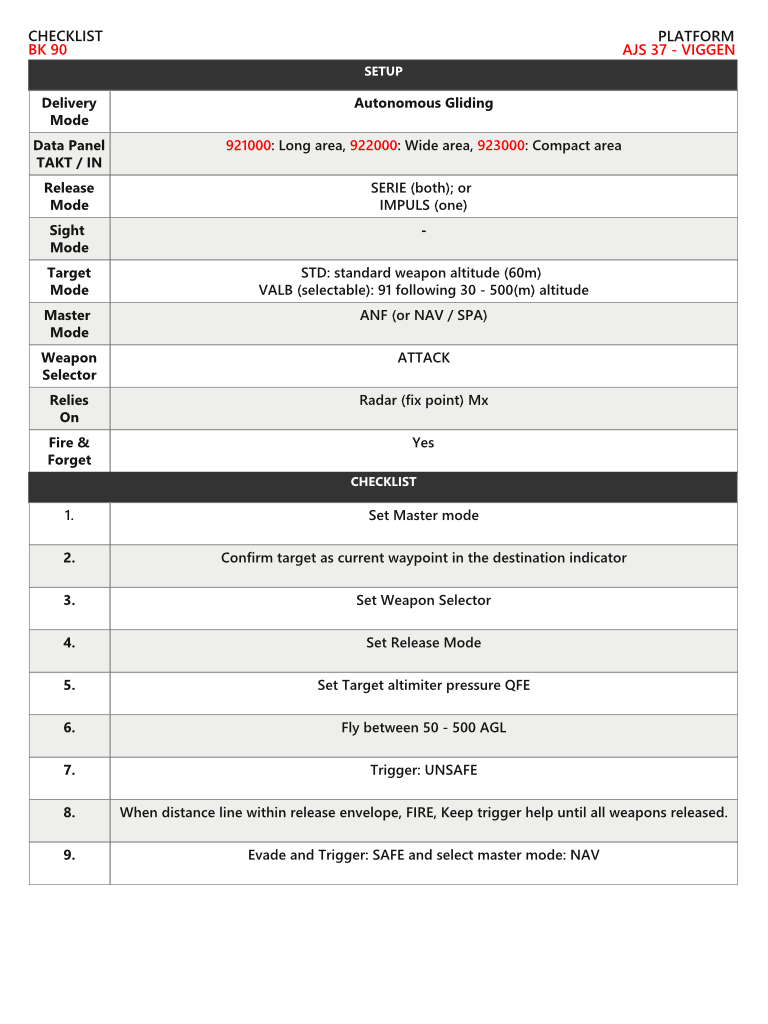 CHECKLIST PLATFORM
BK 90 AJS 37 - VIGGEN
SETUP
Delivery Mode Autonomous Gliding
Data Panel TAKT / IN 921000: Long area, 922000: Wide area, 923000: Compact area
Release Mode SERIE (both); or
IMPULS (one)
Sight Mode -
Target Mode STD: standard weapon altitude (60m)
VALB (selectable): 91 following 30 - 500(m) altitude
Master Mode ANF (or NAV / SPA)
Weapon Selector ATTACK
Relies On Radar (fix point) Mx
Fire & Forget Yes
CHECKLIST
1. Set Master mode
2. Confirm target as current waypoint in the destination indicator
3. Set Weapon Selector
4. Set Release Mode
5. Set Target altimiter pressure QFE
6. Fly between 50 - 500 AGL
7. Trigger: UNSAFE
8. When distance line within release envelope, FIRE, Keep trigger help until all weapons released.
9. Evade and Trigger: SAFE and select master mode: NAV